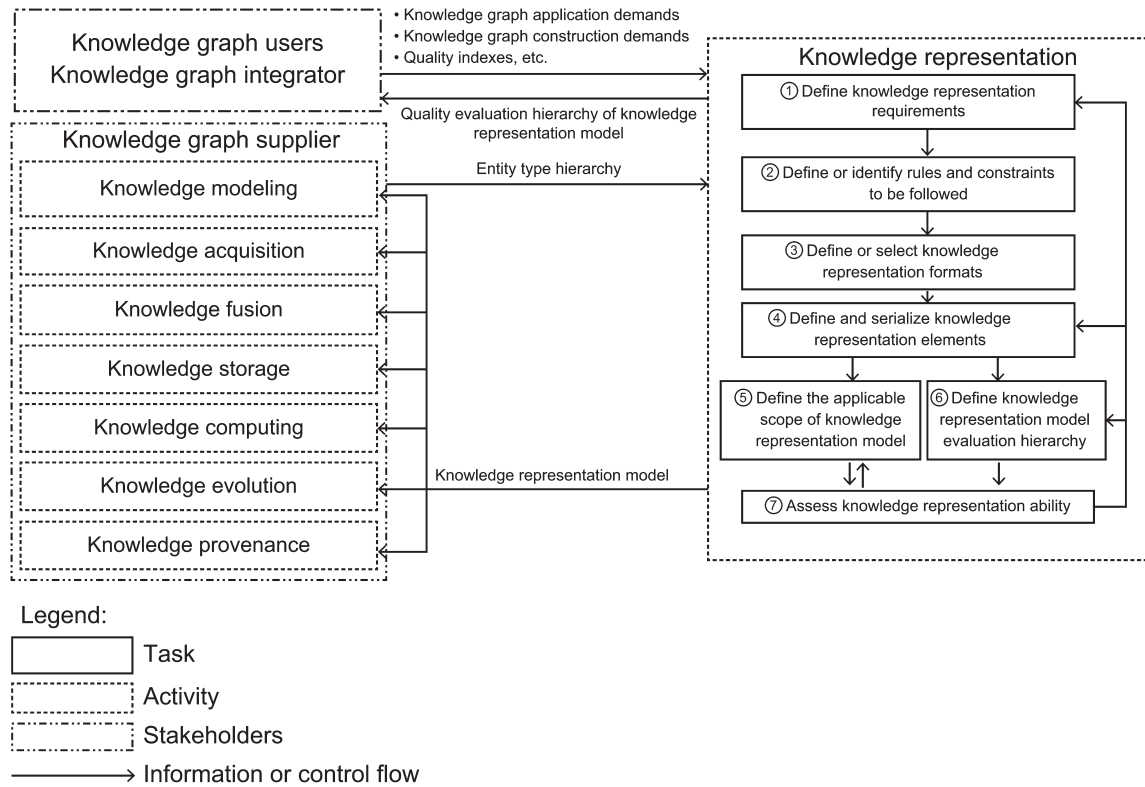 Knowledge graph users
Knowledge graph integrator
• Knowledge graph application demands
• Knowledge graph construction demands
• Quality indexes, etc.
Quality evaluation hierarchy of knowledge
representation model
Knowledge graph supplier
Knowledge modeling
Knowledge acquisition
Knowledge fusion
Knowledge storage
Knowledge computing
Knowledge evolution
Knowledge provenance
Entity type hierarchy
Knowledge representation model
Knowledge representation
① Define knowledge representation
requirements
② Define or identify rules and constraints
to be followed
③ Define or select knowledge
representation formats
④ Define and serialize knowledge
representation elements
⑤ Define the applicable
scope of knowledge
representation model
⑥ Define knowledge
representation model
evaluation hierarchy
⑦ Assess knowledge representation ability
Legend:
Task
Activity
Stakeholders
Information or control flow